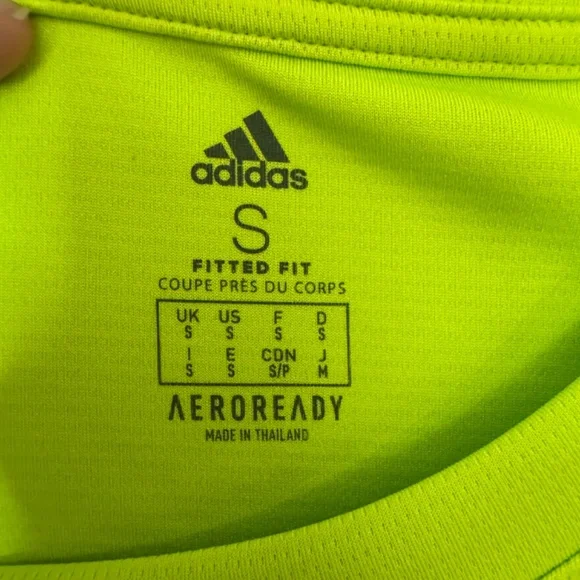 adidas
S
FITTED FIT
COUPE PRÈS DU CORPS
UK US F D
S S S S
I E CDN J
S S S/P M
AEROREADY
MADE IN THAILAND